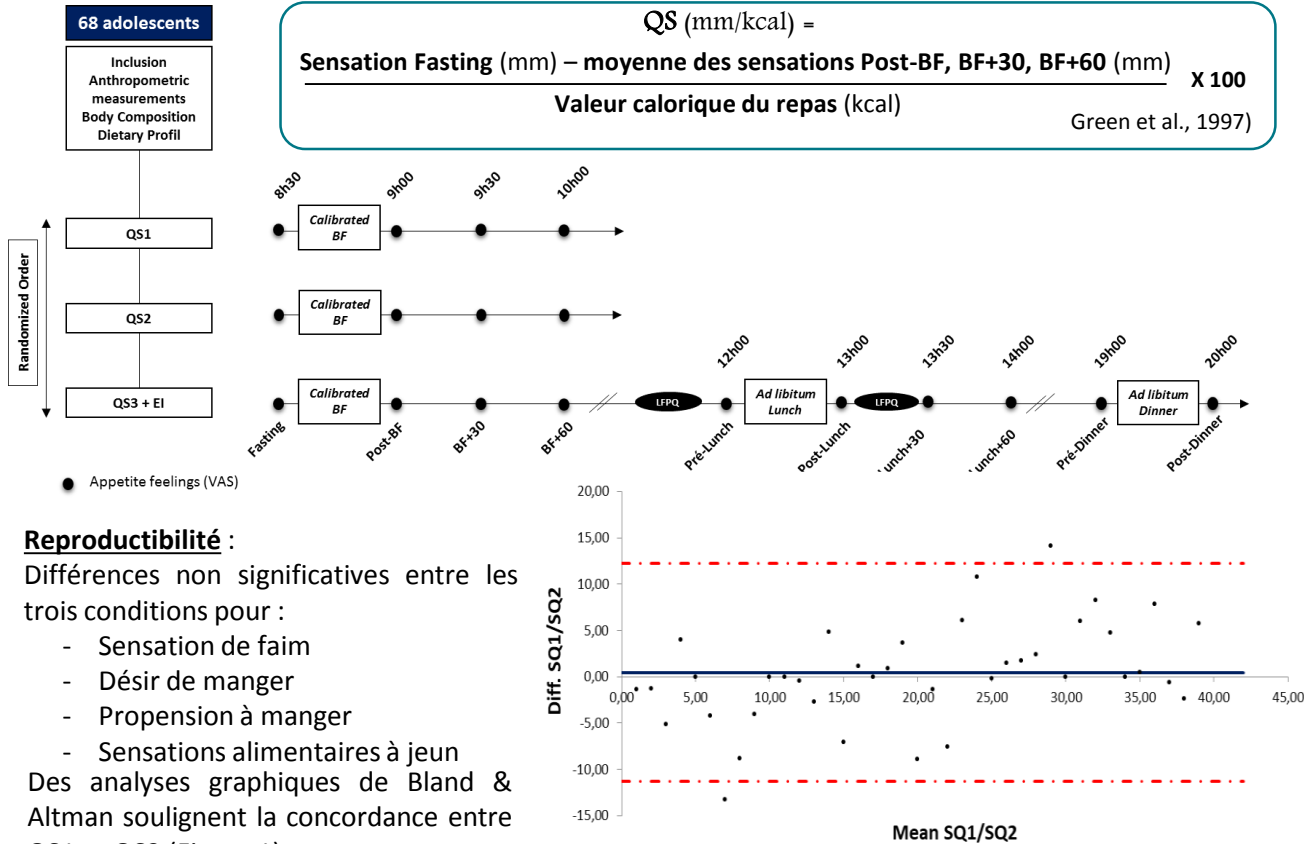 68 adolescents
Inclusion
Anthropometric
measurements
Body Composition
Dietary Profil
QS (mm/kcal) =
Sensation Fasting (mm) – moyenne des sensations Post-BF, BF+30, BF+60 (mm)
X 100
Valeur calorique du repas (kcal)
Green et al., 1997)
Randomized Order
QS1
8h30
9h00
9h30
10h00
Calibrated
BF
QS2
Calibrated
BF
QS3 + EI
12h00
13h00
13h30
14h00
19h00
20h00
Calibrated
BF
LFPQ
Ad libitum
Lunch
LFPQ
Ad libitum
Dinner
Fasting
Post-BF
BF+30
BF+60
Pré-Lunch
Post-Lunch
Lunch+30
Lunch+60
Pré-Dinner
Post-Dinner
Appetite feelings (VAS)
Reproductibilité :
Différences non significatives entre les
trois conditions pour :
- Sensation de faim
- Désir de manger
- Propension à manger
- Sensations alimentaires à jeun
Des analyses graphiques de Bland &
Altman soulignent la concordance entre
20,00
15,00
10,00
5,00
0,00
-5,00
-10,00
-15,00
Diff. SQ1/SQ2
0,00 5,00 10,00 15,00 20,00 25,00 30,00 35,00 40,00 45,00
Mean SQ1/SQ2